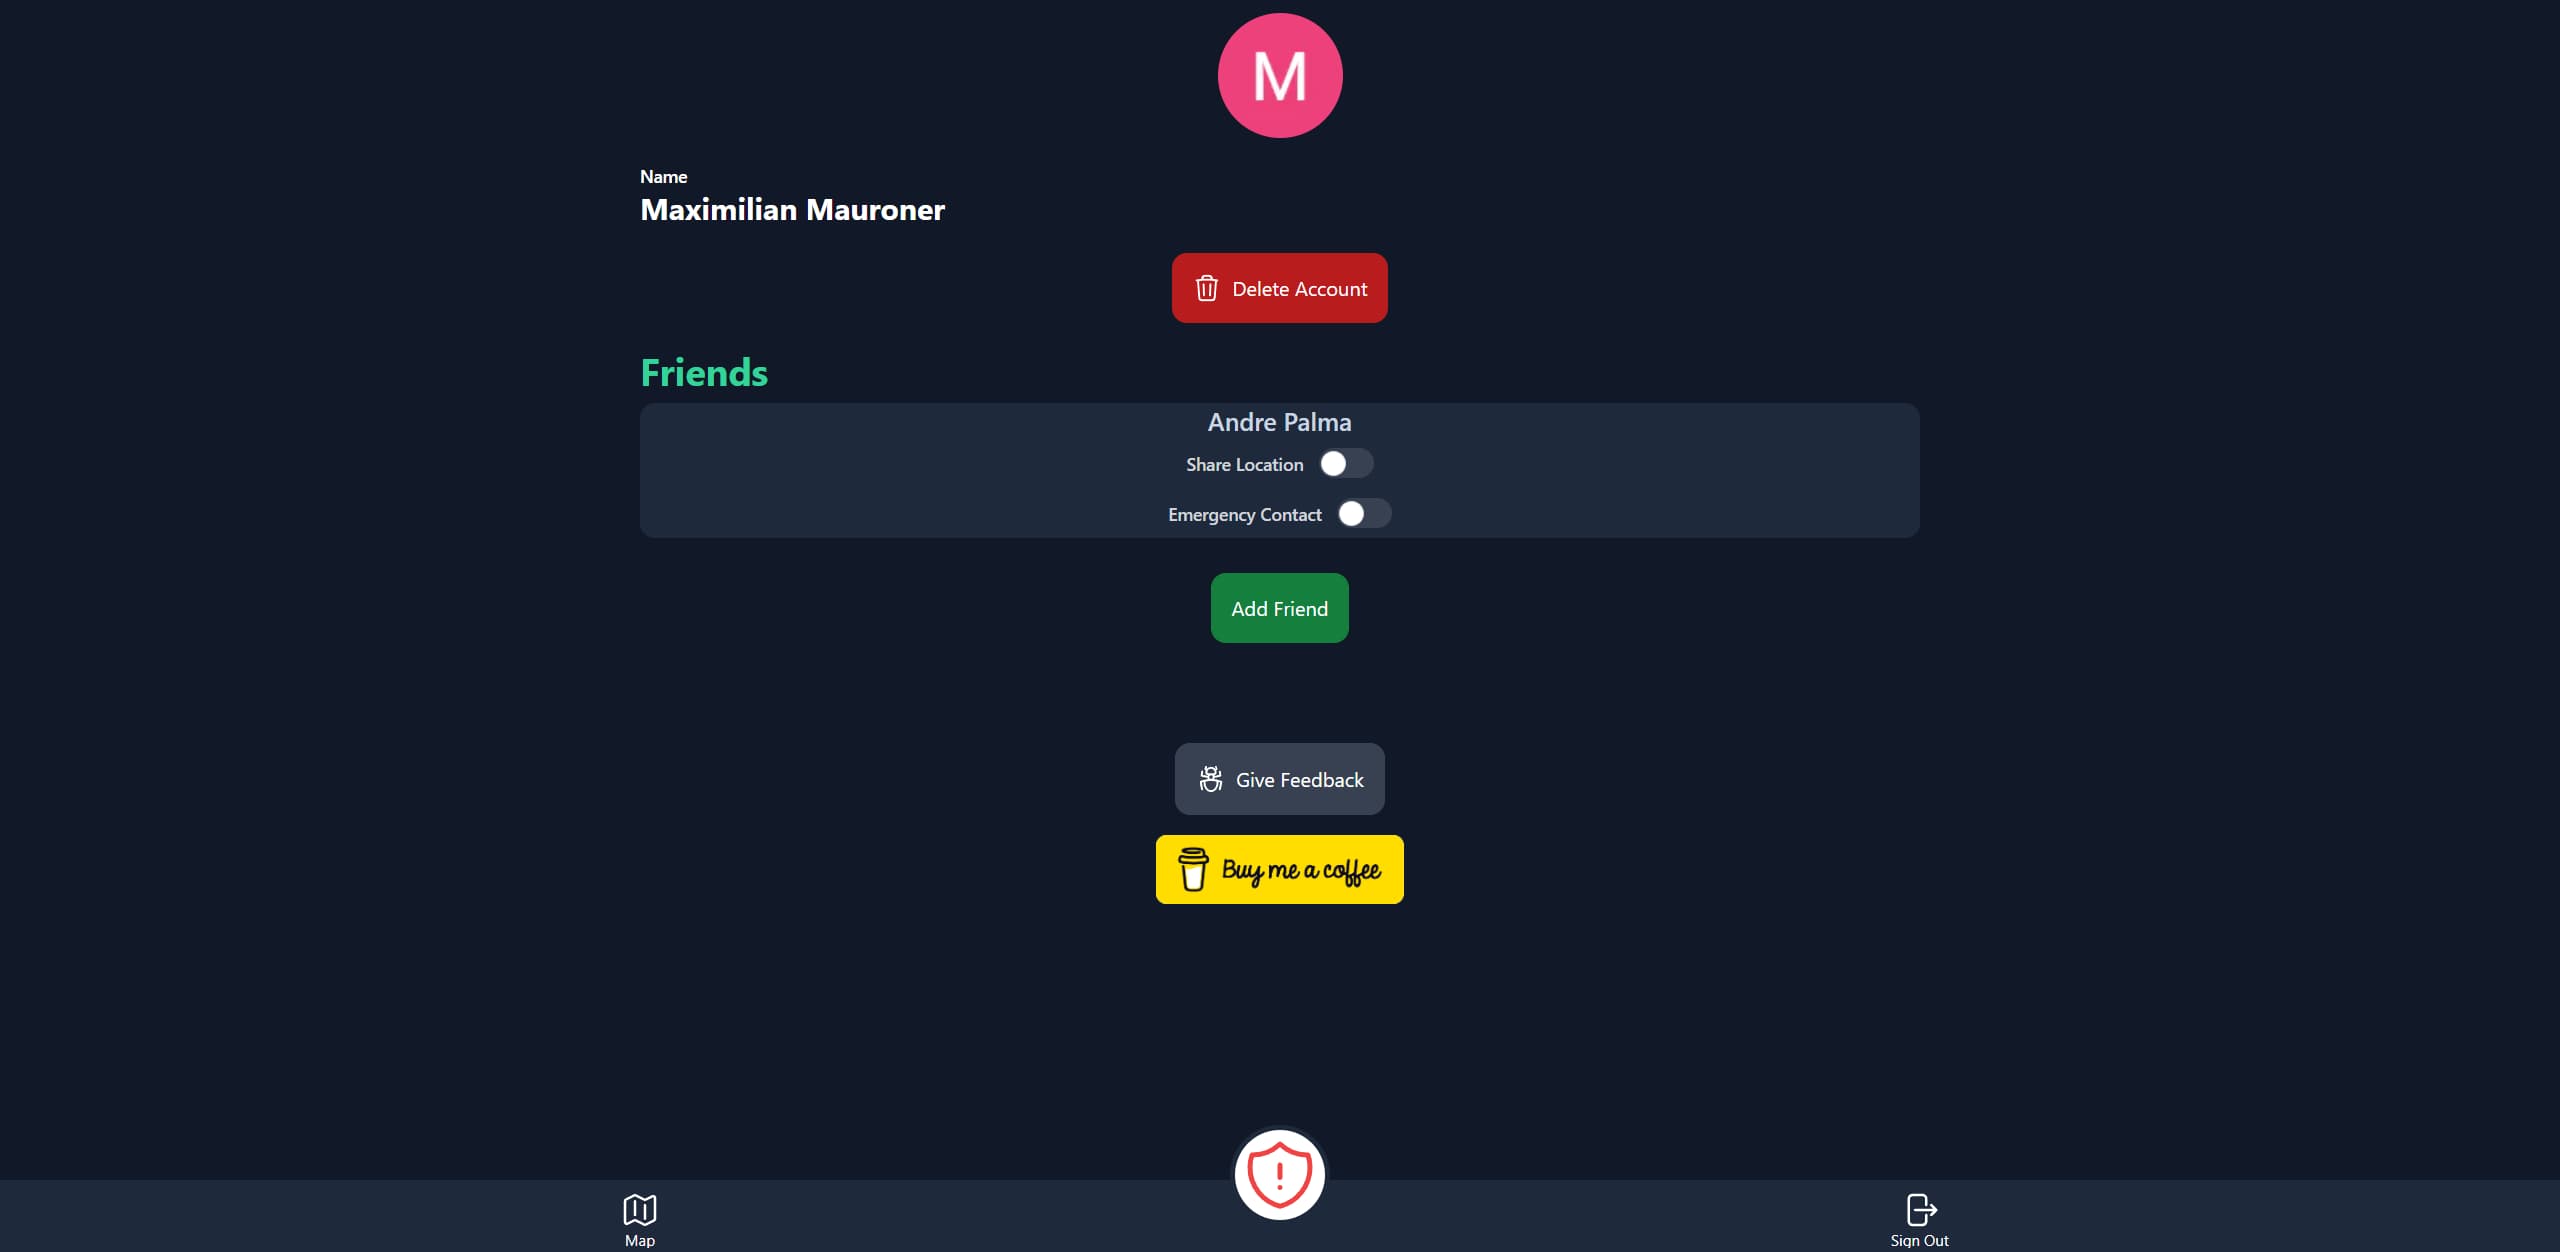 M
Name
Maximilian Mauroner
Delete Account
Friends
Andre Palma
Share Location
Emergency Contact
Add Friend
Give Feedback
Buy me a coffee
Map
Sign Out